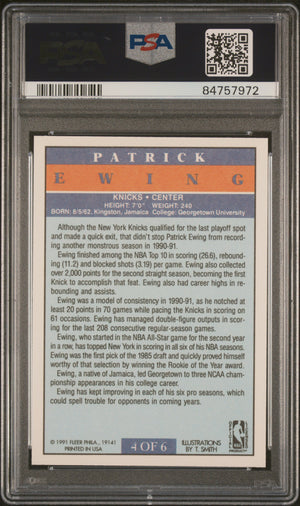 PSA
PSA
84757972
PATRICK
EWING
KNICKS • CENTER
HEIGHT: 7'0" WEIGHT: 240
BORN: 8/5/62, Kingston, Jamaica College: Georgetown University
Although the New York Knicks qualified for the last playoff spot
and made a quick exit, that didn't stop Patrick Ewing from record-
ing another monstrous season in 1990-91.
Ewing finished among the NBA Top 10 in scoring (26.6), rebound-
ing (11.2) and blocked shots (3.19) per game. Ewing also collected
over 2,000 points for the second straight season, becoming the first
Knick to accomplish that feat. Ewing also had career highs in re-
bounding and assists.
Ewing was a model of consistency in 1990-91, as he notched at
least 20 points in 70 games while pacing the Knicks in scoring on
61 occasions. Ewing has managed double-figure outputs in scor-
ing for the last 208 consecutive regular-season games.
Ewing, who started in the NBA All-Star game for the second year
in a row, has topped New York in scoring in all six of his NBA seasons.
Ewing was the first pick of the 1985 draft and quickly proved himself
worthy of that selection by winning the Rookie of the Year award.
Ewing, a native of Jamaica, led Georgetown to three NCAA cham-
pionship appearances in his college career.
Ewing has kept improving in each of his six pro seasons, which
could spell trouble for opponents in coming years.
© 1991 FLEER PHILA., 19141
PRINTED IN USA
4 OF 6
ILLUSTRATIONS
BY T. SMITH
NBA